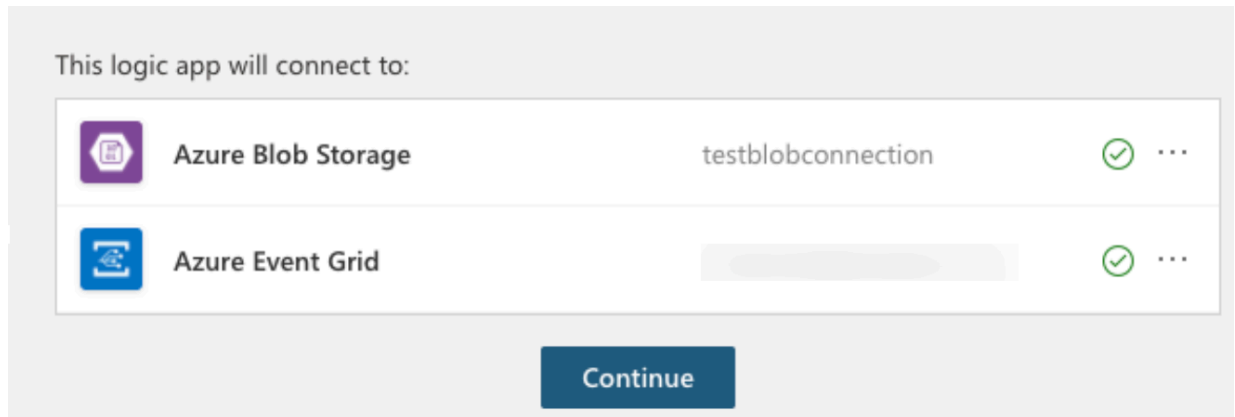 This logic app will connect to:
Azure Blob Storage testblobconnection
Azure Event Grid
Continue